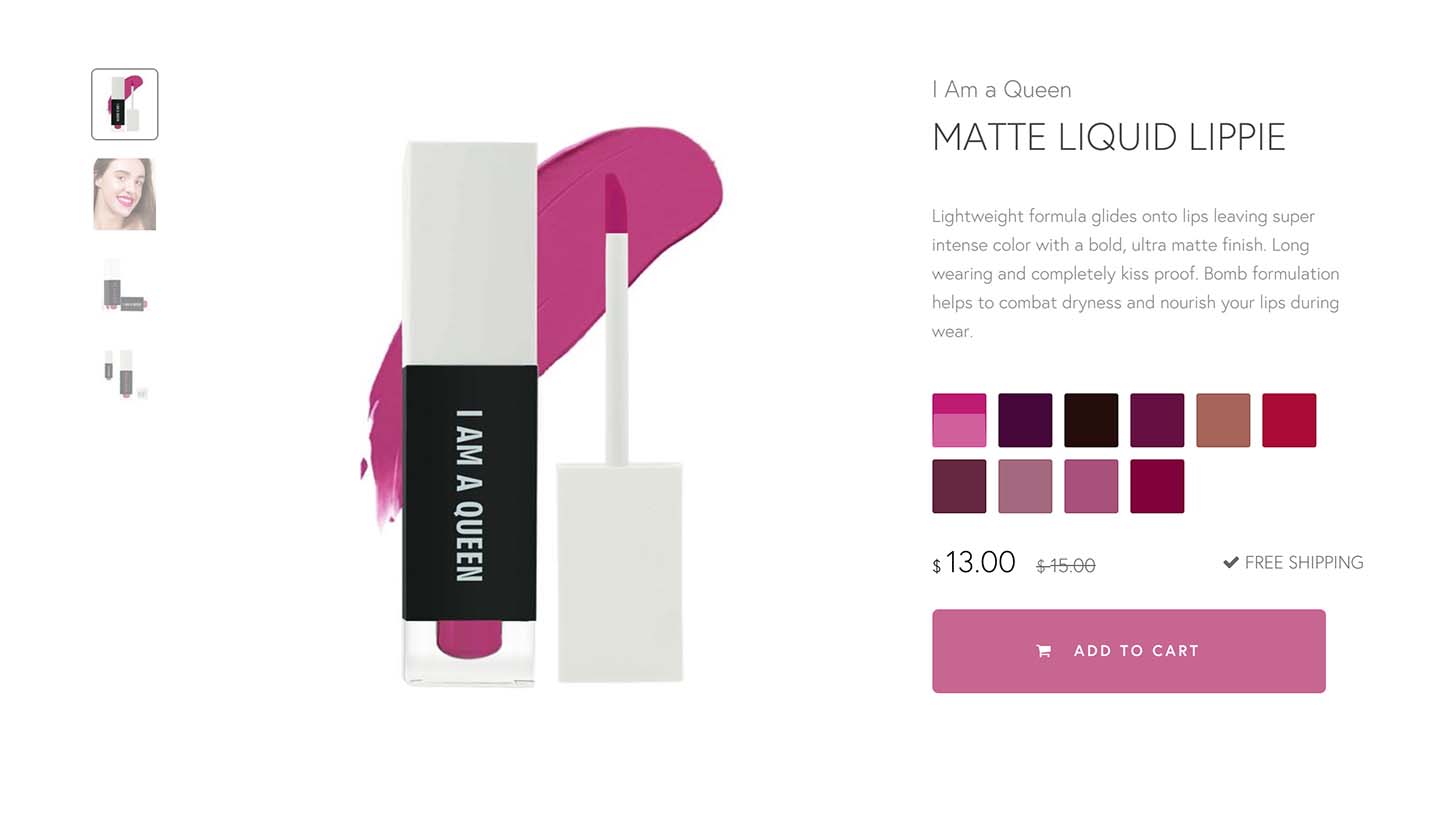 I Am a Queen
MATTE LIQUID LIPPIE
Lightweight formula glides onto lips leaving super
intense color with a bold, ultra matte finish. Long
wearing and completely kiss proof. Bomb formulation
helps to combat dryness and nourish your lips during
wear.
I AM A QUEEN
$13.00 $ 15.00
FREE SHIPPING
ADD TO CART